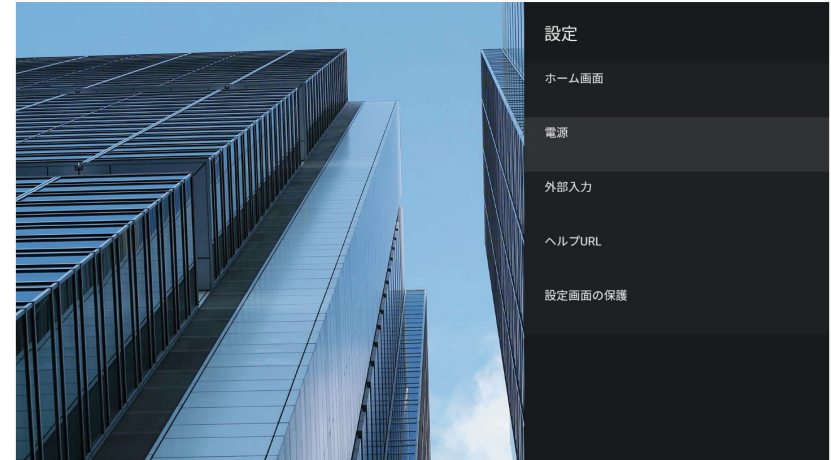 設定
ホーム画面
電源
外部入力
ヘルプURL
設定画面の保護